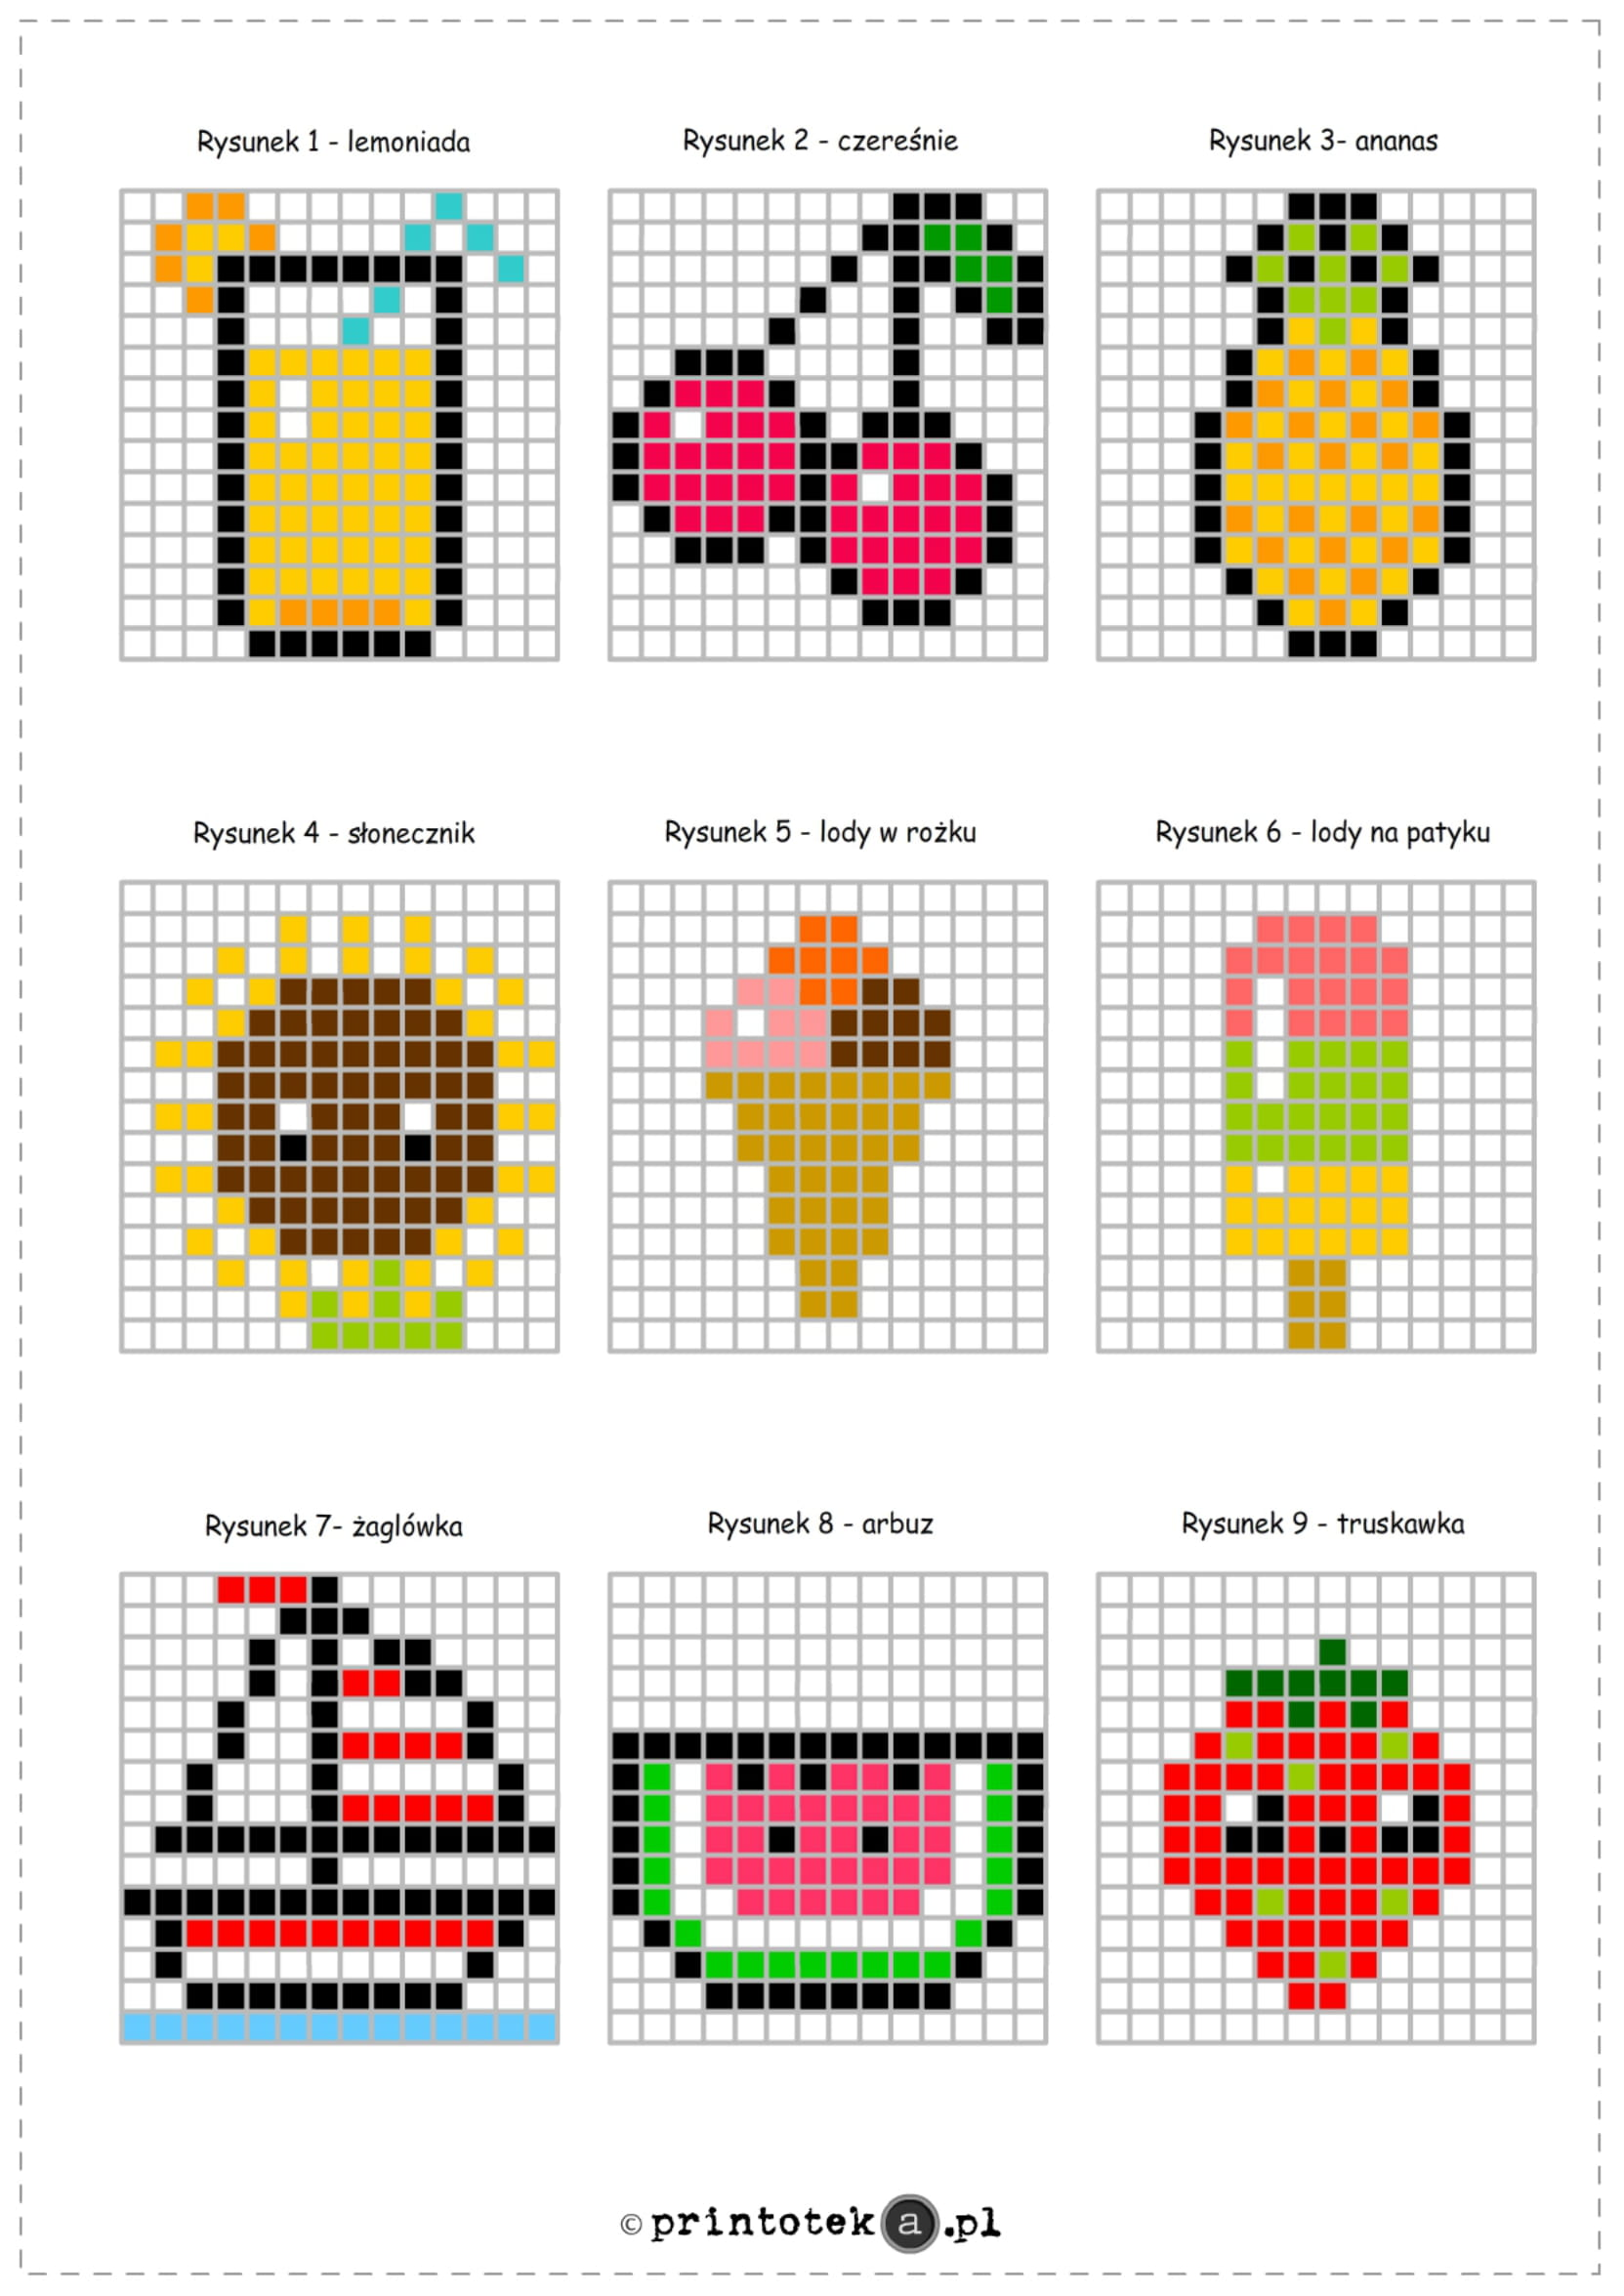 Rysunek 1 - lemoniada
Rysunek 2 - czereśnie
Rysunek 3- ananas
Rysunek 4 - słonecznik
Rysunek 5 - lody w rożku
Rysunek 6 - lody na patyku
Rysunek 7- żaglówka
Rysunek 8 - arbuz
Rysunek 9 - truskawka
© printoteka.pl